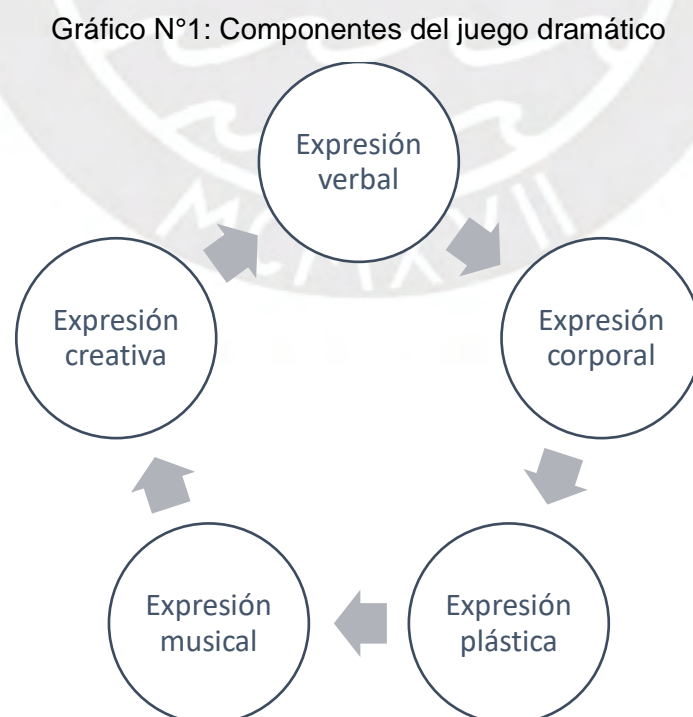 Gráfico N°1: Componentes del juego dramático
Expresión
verbal
Expresión
corporal
Expresión
plástica
Expresión
musical
Expresión
creativa